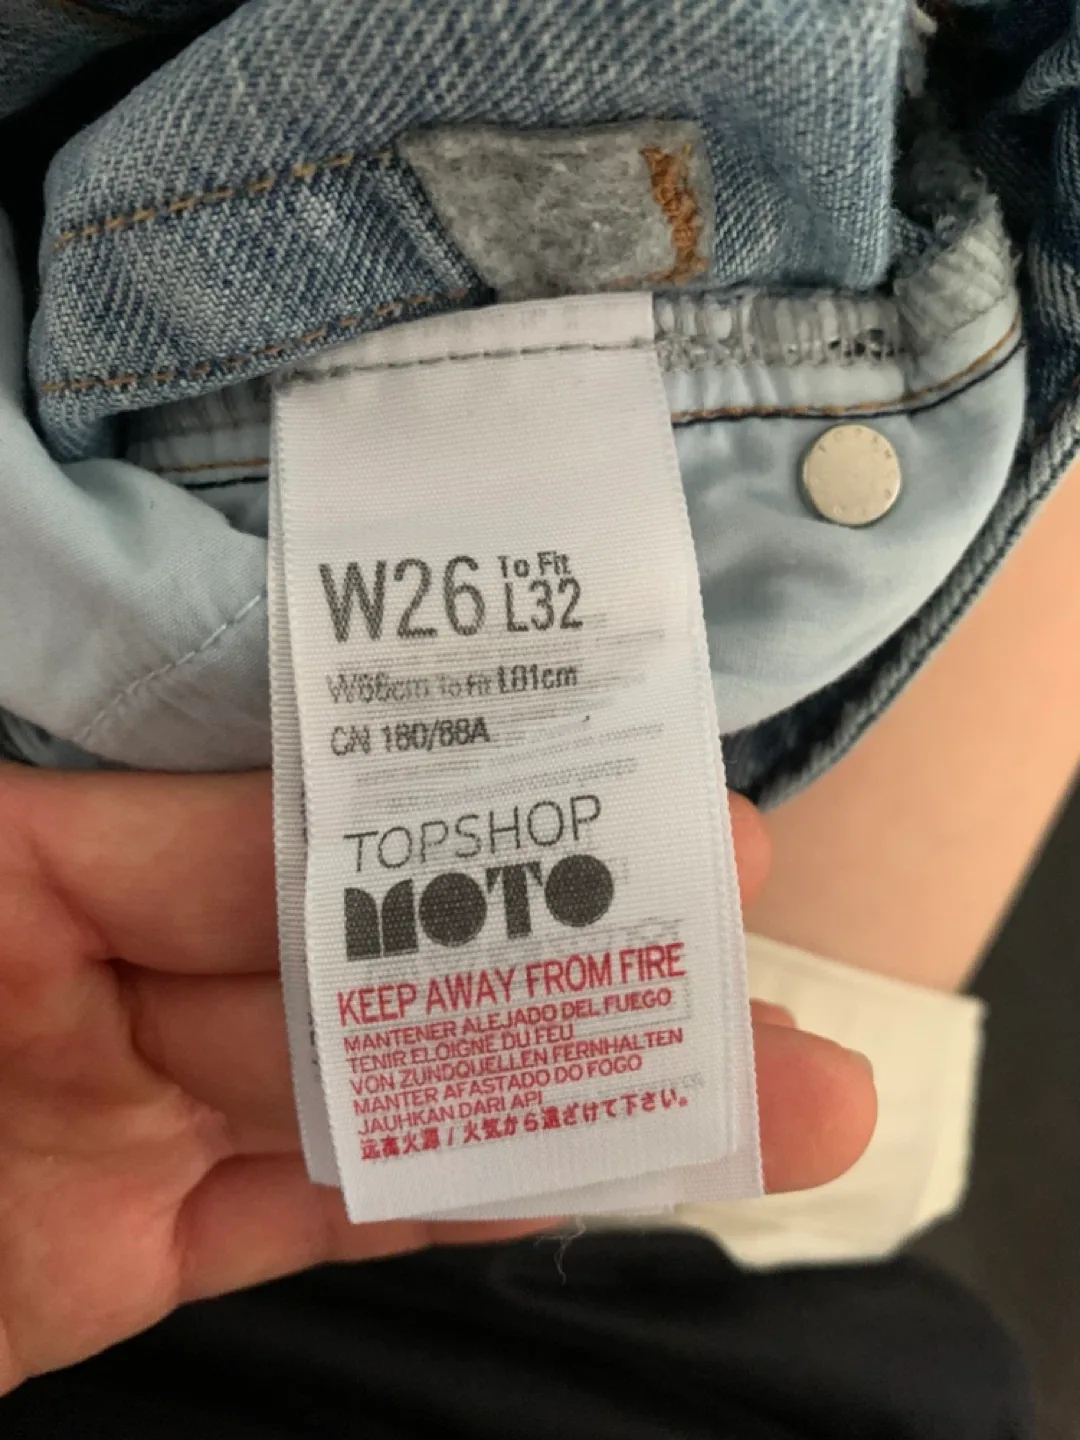 W26 To Fit L32
W66cm To fit L81cm
CN 180/88A
TOPSHOP
MOTO
KEEP AWAY FROM FIRE
MANTENER ALEJADO DEL FUEGO
TENIR ELOIGNE DU FEU
VON ZUNDQUELLEN FERNHALTEN
MANTER AFASTADO DO FOGO
JAUHKAN DARI API
远离火源 / 火気から遠ざけて下さい。